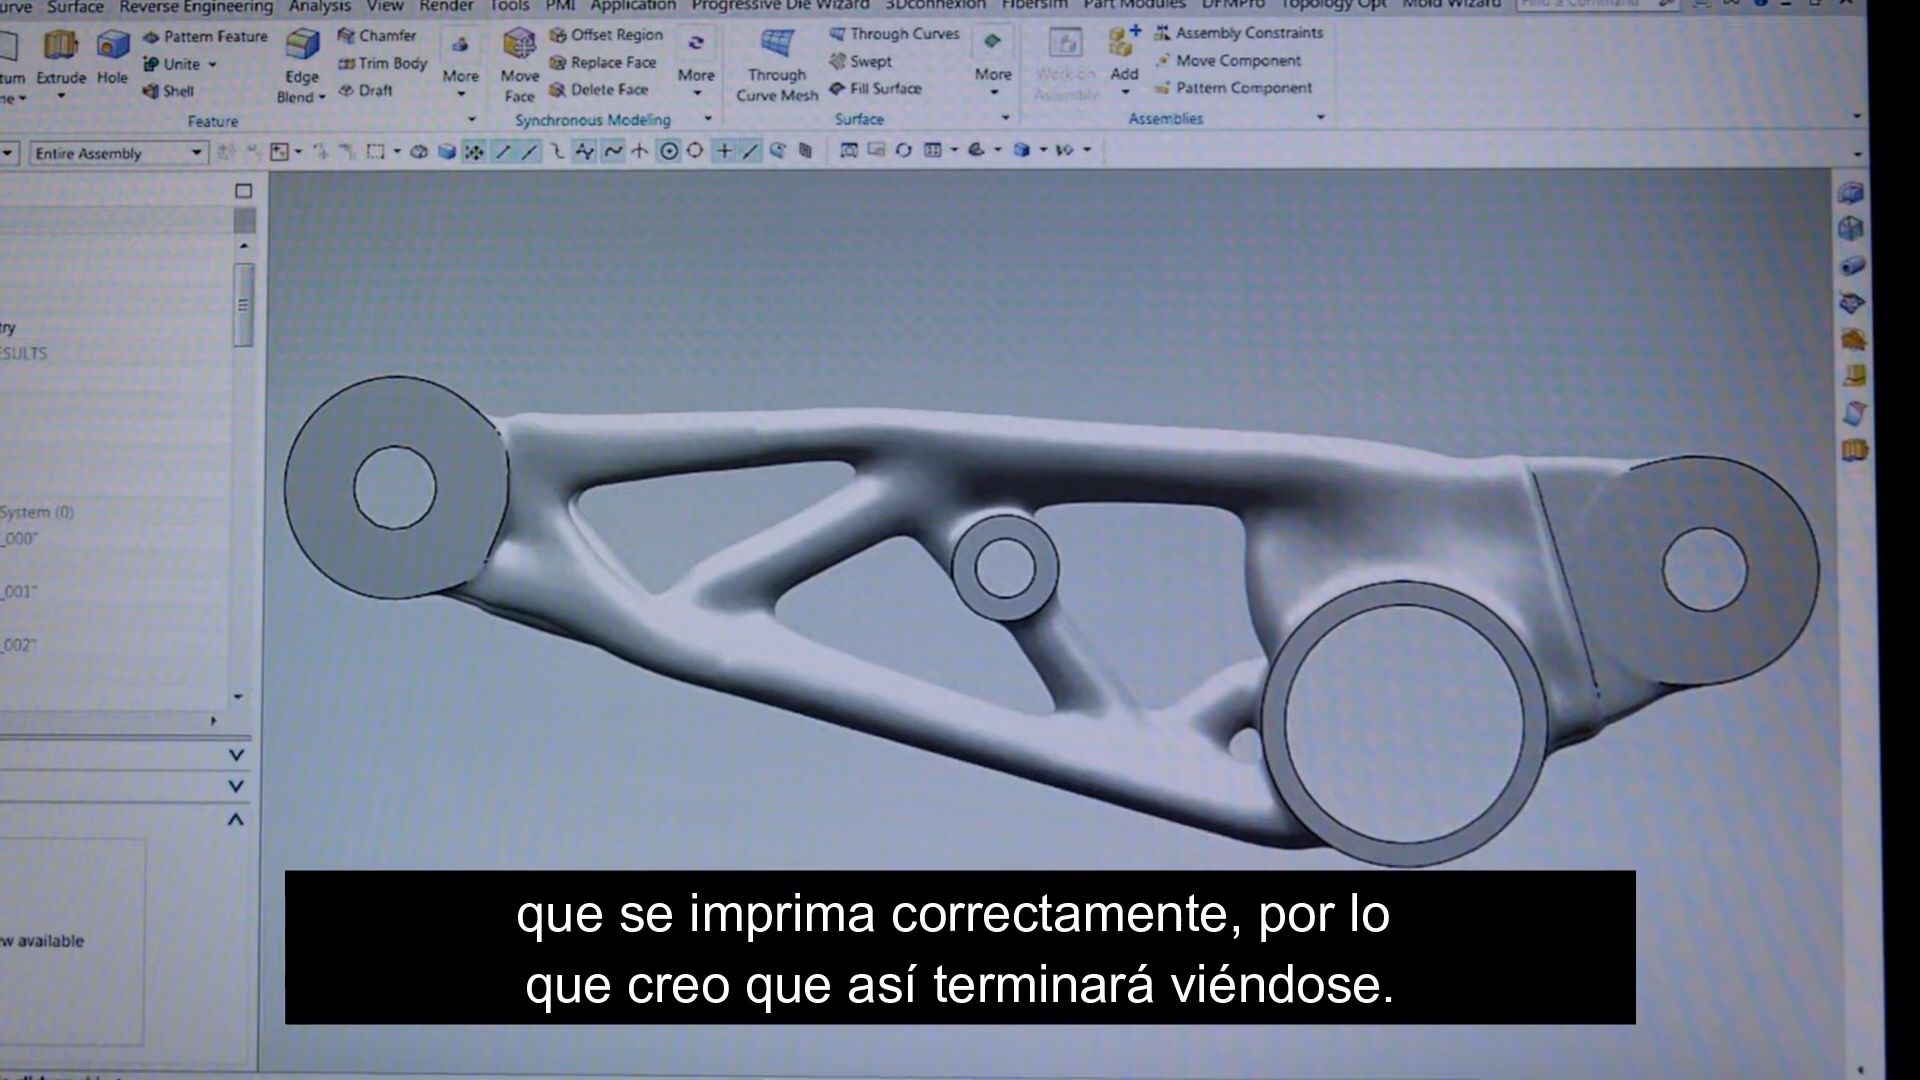 Surface Reverse Engineering Analysis View Render Tools PMI Application Progressive Die Wizard 3Dconnexion Fibersim Part Modules DFMPro Topology Opt Mold Wizard
Pattern Feature
Unite
Shell
Extrude
Hole
Edge
Blend
Chamfer
Trim Body
Draft
More
Feature
Move
Face
Offset Region
Replace Face
Delete Face
More
Synchronous Modeling
Through
Curve Mesh
Through Curves
Swept
Fill Surface
More
Surface
Work on
Assembly
Add
Assembly Constraints
Move Component
Pattern Component
Assemblies
Entire Assembly
ry
ESULTS
System (0)
_000"
_001"
_002"
w available
que se imprima correctamente, por lo
que creo que así terminará viéndose.